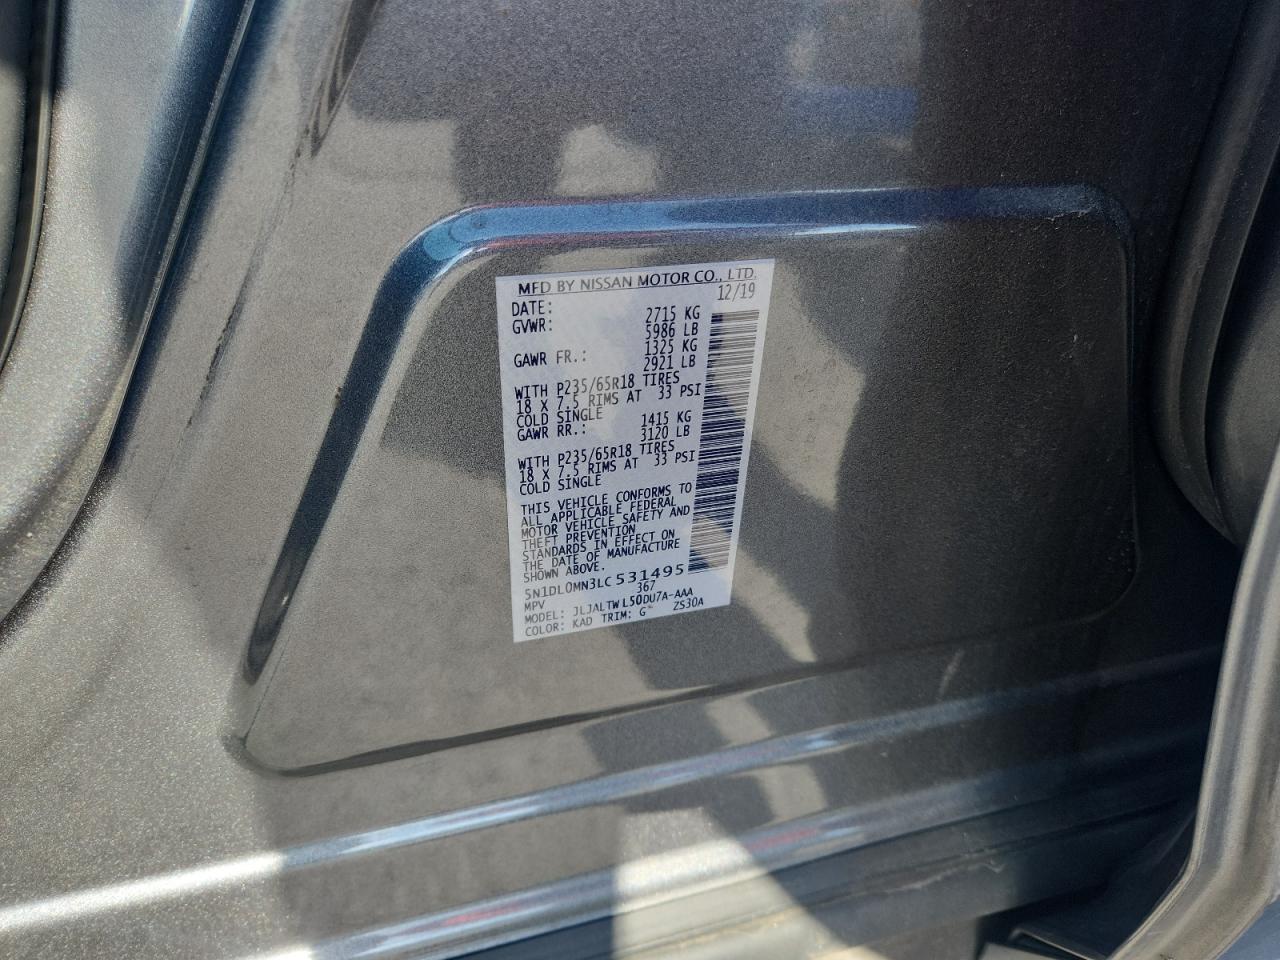 MFD BY NISSAN MOTOR CO., LTD.
DATE: 12/19
GVWR: 2715 KG
5986 LB
GAWR FR.: 1325 KG
2921 LB
WITH P235/65R18 TIRES
18 X 7.5 RIMS AT 33 PSI
COLD SINGLE
GAWR RR.: 1415 KG
3120 LB
WITH P235/65R18 TIRES
18 X 7.5 RIMS AT 33 PSI
COLD SINGLE
THIS VEHICLE CONFORMS TO
ALL APPLICABLE FEDERAL
MOTOR VEHICLE SAFETY AND
THEFT PREVENTION
STANDARDS IN EFFECT ON
THE DATE OF MANUFACTURE
SHOWN ABOVE.
5N1DL0MN3LC531495
MPV 367
MODEL: JLJALTWL50DU7A-AAA
COLOR: KAD TRIM: G ZS30A